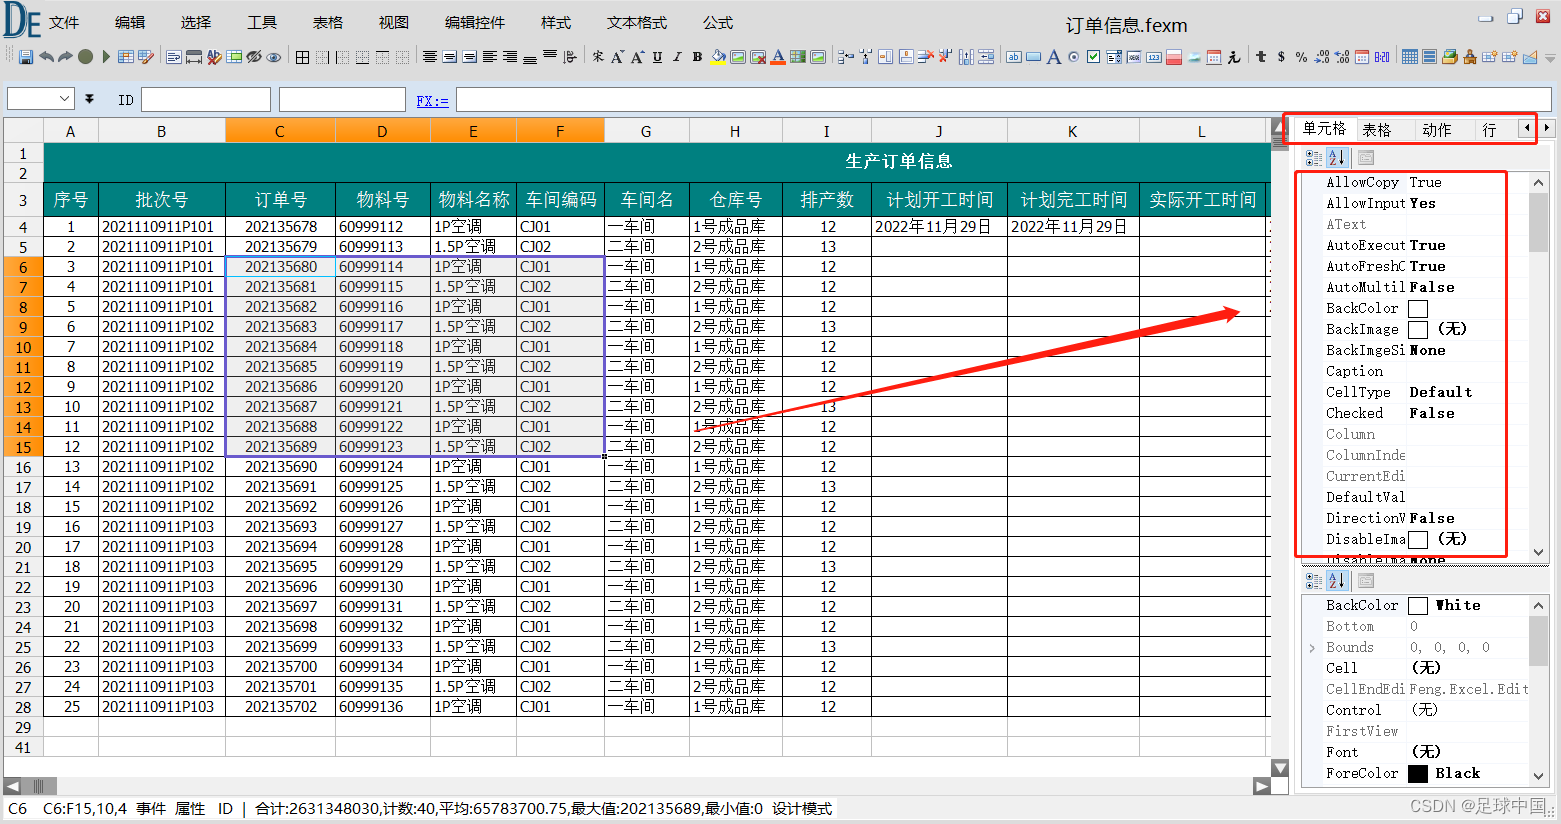 DE 文件 编辑 选择 工具 表格 视图 编辑控件 样式 文本格式 公式
订单信息.fexm
ID FX:=
A B C D E F G H I J K L
1 生产订单信息
2
3 序号 批次号 订单号 物料号 物料名称 车间编码 车间名 仓库号 排产数 计划开工时间 计划完工时间 实际开工时间
4 1 2021110911P101 202135678 60999112 1P空调 CJ01 一车间 1号成品库 12 2022年11月29日 2022年11月29日
5 2 2021110911P101 202135679 60999113 1.5P空调 CJ02 二车间 2号成品库 13
6 3 2021110911P101 202135680 60999114 1P空调 CJ01 一车间 1号成品库 12
7 4 2021110911P101 202135681 60999115 1.5P空调 CJ02 二车间 2号成品库 12
8 5 2021110911P101 202135682 60999116 1P空调 CJ01 一车间 1号成品库 12
9 6 2021110911P102 202135683 60999117 1.5P空调 CJ02 二车间 2号成品库 13
10 7 2021110911P102 202135684 60999118 1P空调 CJ01 一车间 1号成品库 12
11 8 2021110911P102 202135685 60999119 1.5P空调 CJ02 二车间 2号成品库 12
12 9 2021110911P102 202135686 60999120 1P空调 CJ01 一车间 1号成品库 12
13 10 2021110911P102 202135687 60999121 1.5P空调 CJ02 二车间 2号成品库 13
14 11 2021110911P102 202135688 60999122 1P空调 CJ01 一车间 1号成品库 12
15 12 2021110911P102 202135689 60999123 1.5P空调 CJ02 二车间 2号成品库 12
16 13 2021110911P102 202135690 60999124 1P空调 CJ01 一车间 1号成品库 12
17 14 2021110911P102 202135691 60999125 1.5P空调 CJ02 二车间 2号成品库 13
18 15 2021110911P102 202135692 60999126 1P空调 CJ01 一车间 1号成品库 12
19 16 2021110911P103 202135693 60999127 1.5P空调 CJ02 二车间 2号成品库 12
20 17 2021110911P103 202135694 60999128 1P空调 CJ01 一车间 1号成品库 12
21 18 2021110911P103 202135695 60999129 1.5P空调 CJ02 二车间 2号成品库 13
22 19 2021110911P103 202135696 60999130 1P空调 CJ01 一车间 1号成品库 12
23 20 2021110911P103 202135697 60999131 1.5P空调 CJ02 二车间 2号成品库 12
24 21 2021110911P103 202135698 60999132 1P空调 CJ01 一车间 1号成品库 12
25 22 2021110911P103 202135699 60999133 1.5P空调 CJ02 二车间 2号成品库 13
26 23 2021110911P103 202135700 60999134 1P空调 CJ01 一车间 1号成品库 12
27 24 2021110911P103 202135701 60999135 1.5P空调 CJ02 二车间 2号成品库 12
28 25 2021110911P103 202135702 60999136 1P空调 CJ01 一车间 1号成品库 12
29
41
单元格 表格 动作 行
AllowCopy True
AllowInput Yes
AText
AutoExecut True
AutoFreshC True
AutoMultil False
BackColor
BackImage (无)
BackImgeSi None
Caption
CellType Default
Checked False
Column
ColumnInde
CurrentEdi
DefaultVal
DirectionV False
DisableIma (无)
DisableIma None
BackColor White
Bottom 0
Bounds 0, 0, 0, 0
Cell (无)
CellEndEdi Feng.Excel.Edit
Control (无)
FirstView
Font (无)
ForeColor Black
C6 C6:F15,10,4 事件 属性 ID | 合计:2631348030,计数:40,平均:65783700.75,最大值:202135689,最小值:0 设计模式
CSDN @足球中国